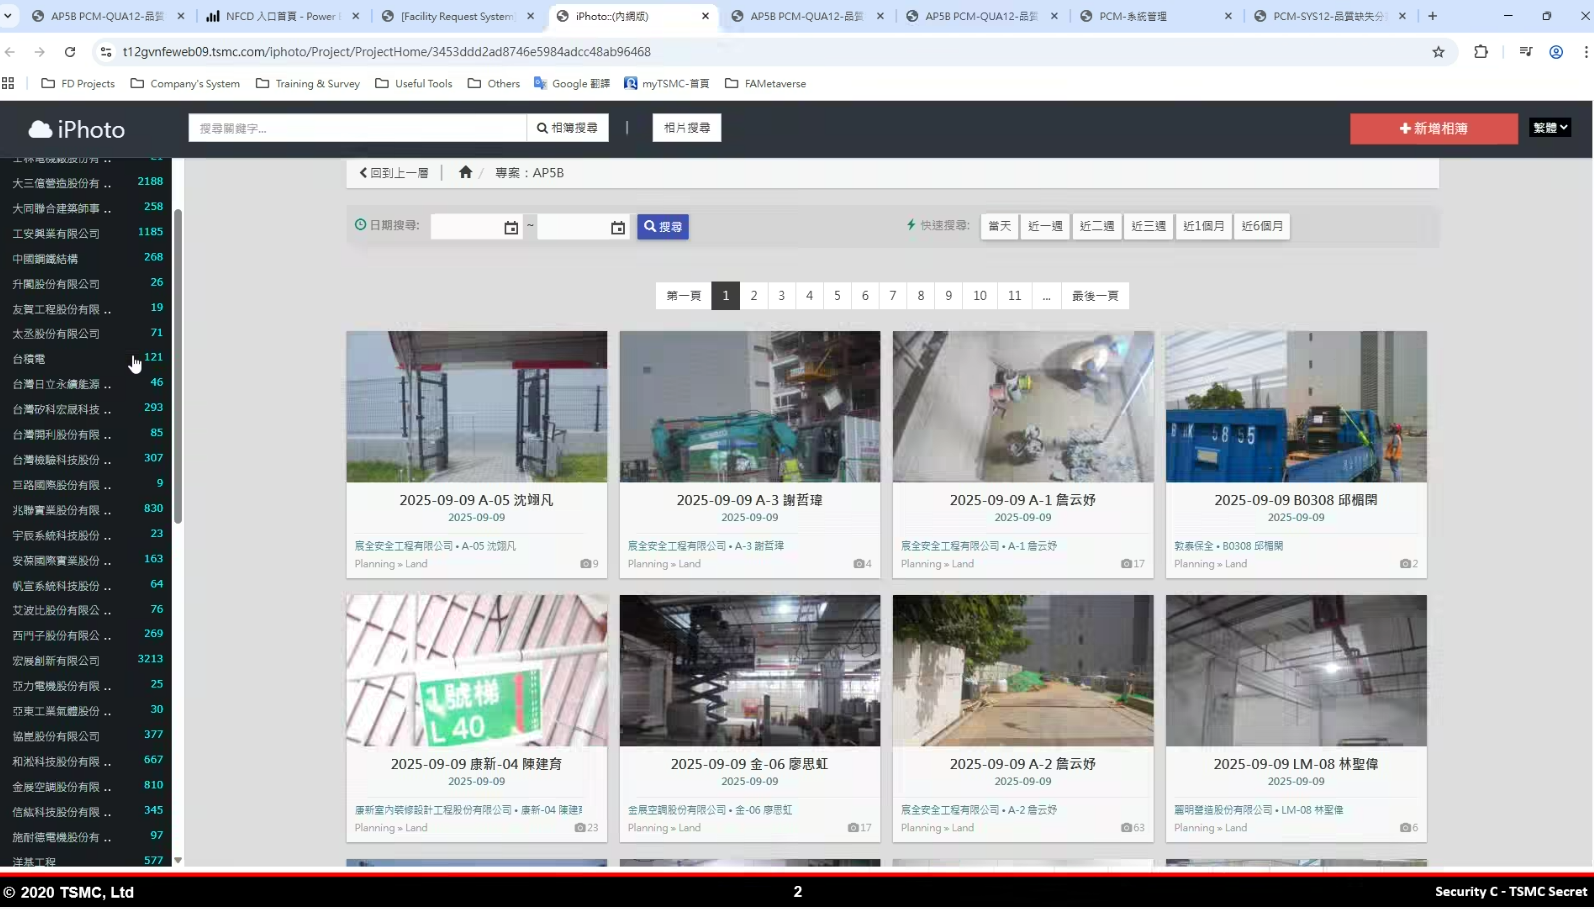 AP5B PCM-QUA12-品質
NFCD 入口首頁 - Power
[Facility Request System]
iPhoto::(內網版)
AP5B PCM-QUA12-品質
AP5B PCM-QUA12-品質
PCM-系統管理
PCM-SYS12-品質缺失分
t12gvnfeweb09.tsmc.com/iphoto/Project/ProjectHome/3453ddd2ad8746e5984adcc48ab96468
FD Projects
Company's System
Training & Survey
Useful Tools
Others
Google 翻譯
myTSMC-首頁
FAMetaverse
iPhoto
搜尋關鍵字...
相簿搜尋
|
相片搜尋
+新增相簿
繁體
大三億營造股份有 .. 2188
大同聯合建築師事 .. 258
工安興業有限公司 1185
中國鋼鐵結構 268
升閣股份有限公司 26
友賀工程股份有限 .. 19
太丞股份有限公司 71
台積電 121
台灣日立永續能源 .. 46
台灣矽科宏晟科技 .. 293
台灣開利股份有限 .. 85
台灣檢驗科技股份 .. 307
巨路國際股份有限 .. 9
兆聯實業股份有限 .. 830
宇辰系統科技股份 .. 23
安葆國際實業股份 .. 163
帆宣系統科技股份 .. 64
艾波比股份有限公 .. 76
西門子股份有限公 .. 269
宏展創新有限公司 3213
亞力電機股份有限 .. 25
亞東工業氣體股份 .. 30
協崑股份有限公司 377
和淞科技股份有限 .. 667
金展空調股份有限 .. 810
信紘科技股份有限 .. 345
施耐德電機股份有 .. 97
洋基工程 577
回到上一層 | / 專案：AP5B
日期搜尋: ~ 搜尋
快速搜尋: 當天 近一週 近二週 近三週 近1個月 近6個月
第一頁 1 2 3 4 5 6 7 8 9 10 11 ... 最後一頁
2025-09-09 A-05 沈翊凡
2025-09-09
宸全安全工程有限公司 • A-05 沈翊凡
Planning » Land 9
2025-09-09 A-3 謝哲瑋
2025-09-09
宸全安全工程有限公司 • A-3 謝哲瑋
Planning » Land 4
2025-09-09 A-1 詹云妤
2025-09-09
宸全安全工程有限公司 • A-1 詹云妤
Planning » Land 17
58 55
2025-09-09 B0308 邱楣閑
2025-09-09
敦泰保全 • B0308 邱楣閑
Planning » Land 2
號梯
L 40
2025-09-09 康新-04 陳建育
2025-09-09
康新室內裝修設計工程股份有限公司 • 康新-04 陳建育
Planning » Land 23
2025-09-09 金-06 廖思虹
2025-09-09
金展空調股份有限公司 • 金-06 廖思虹
Planning » Land 17
2025-09-09 A-2 詹云妤
2025-09-09
宸全安全工程有限公司 • A-2 詹云妤
Planning » Land 63
2025-09-09 LM-08 林聖偉
2025-09-09
麗明營造股份有限公司 • LM-08 林聖偉
Planning » Land 6
© 2020 TSMC, Ltd
2
Security C - TSMC Secret